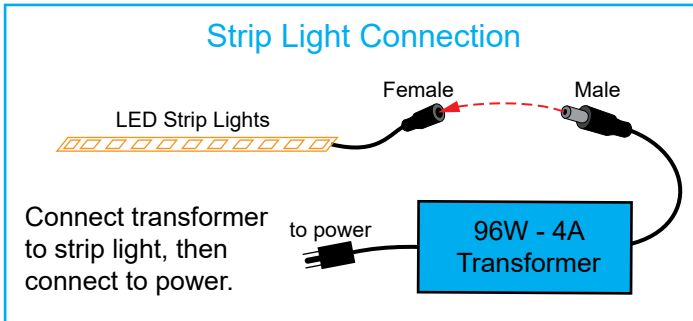 Strip Light Connection
Female
Male
LED Strip Lights
Connect transformer
to strip light, then
connect to power.
to power
96W - 4A
Transformer